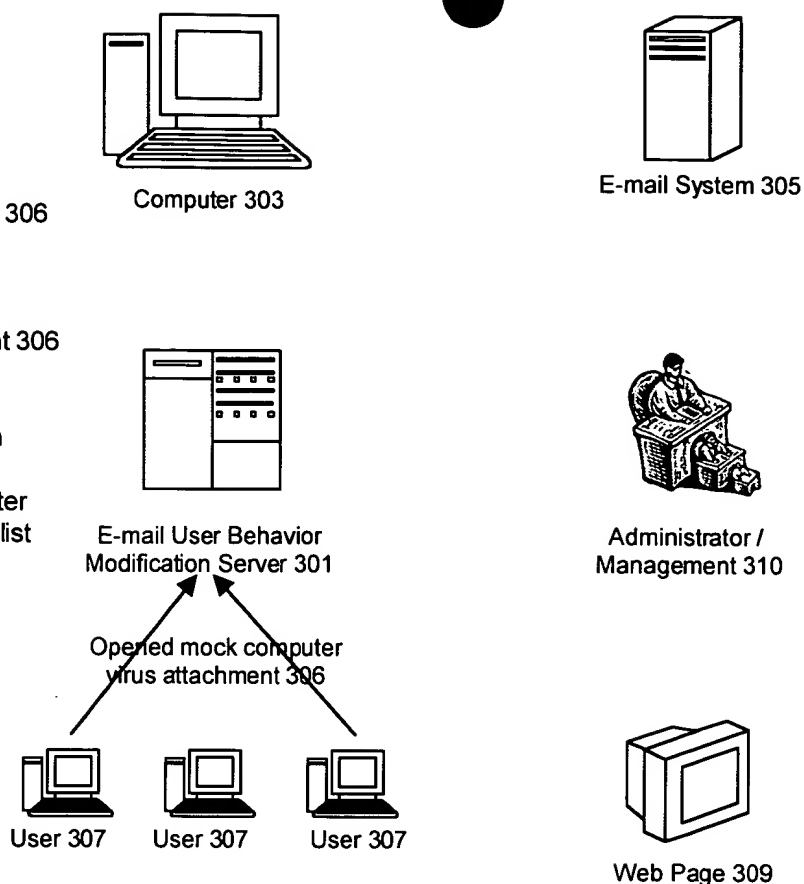 Computer 303
E-mail System 305
306
t 306
ter
list
E-mail User Behavior
Modification Server 301
Administrator /
Management 310
Opened mock computer
virus attachment 306
User 307
User 307
User 307
Web Page 309